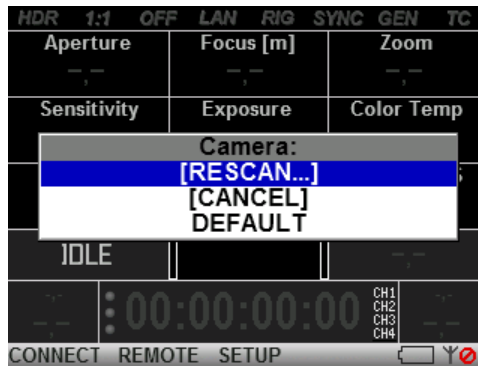 HDR 1:1 OFF LAN RIG SYNC GEN TC
Aperture Focus [m] Zoom
-,- -,- -,-
Sensitivity Exposure Color Temp
Camera:
[RESCAN...]
[CANCEL]
DEFAULT
IDLE -,-
-,- 00:00:00:00 CH1 -,-
CH2
-,- CH3 -,-
CH4
CONNECT REMOTE SETUP